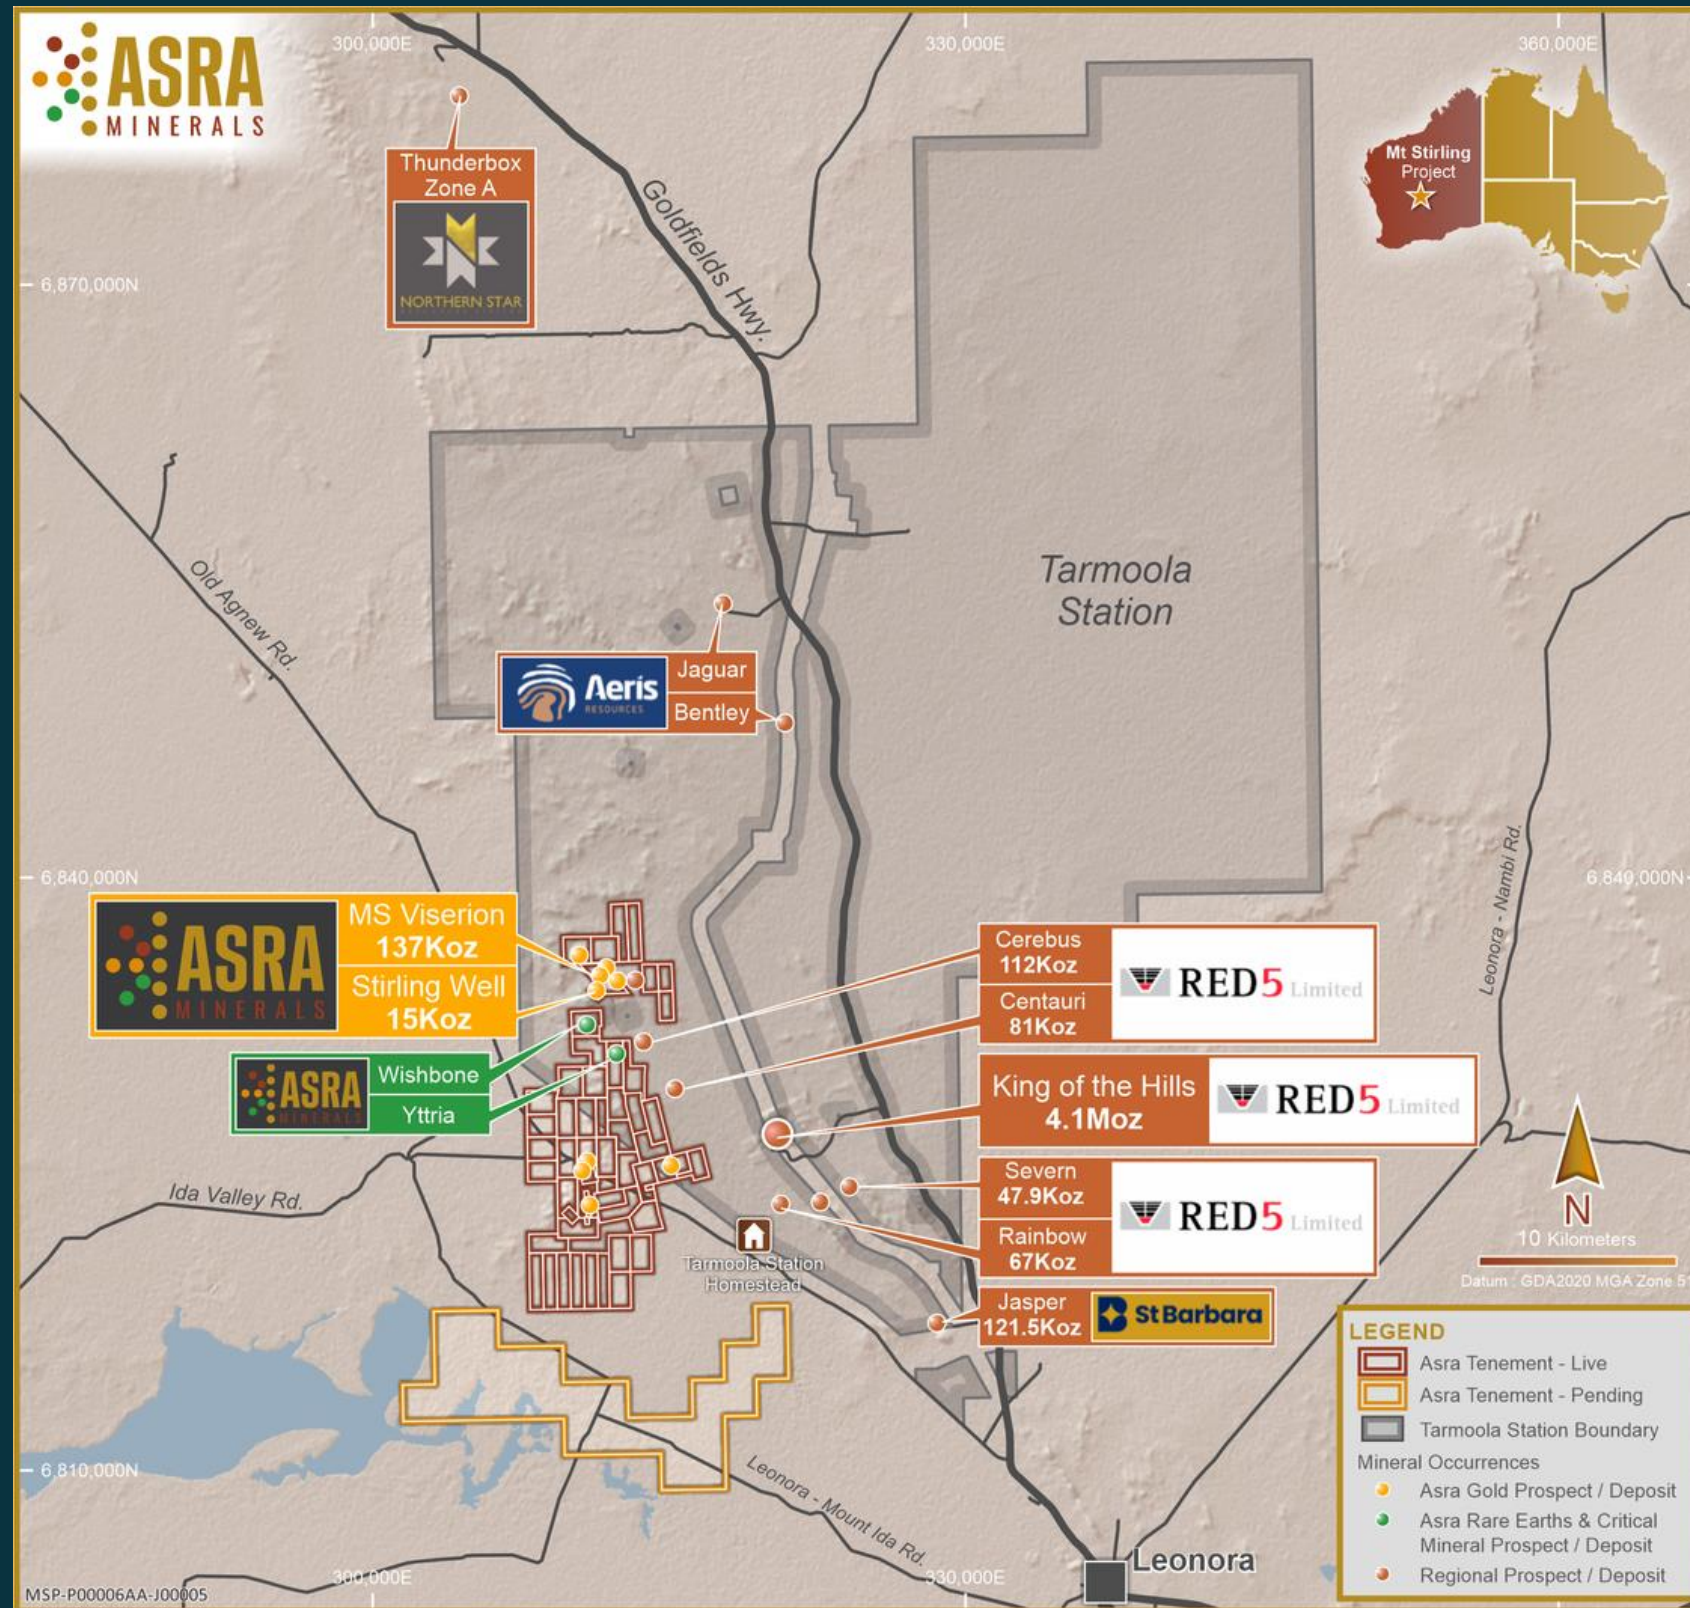 ASRA
MINERALS
300,000E
330,000E
360,000E
Thunderbox
Zone A
NORTHERN STAR
Goldfields Hwy.
Mt Stirling
Project
6,870,000N
Old Agnew Rd.
Tarmoola
Station
Aeris
RESOURCES
Jaguar
Bentley
6,840,000N
6,840,000N
Leonora - Nambi Rd.
ASRA
MINERALS
MS Viserion
137Koz
Stirling Well
15Koz
Cerebus
112Koz
Centauri
81Koz
RED5 Limited
ASRA
MINERALS
Wishbone
Yttria
King of the Hills
4.1Moz
RED5 Limited
Severn
47.9Koz
Rainbow
67Koz
RED5 Limited
Ida Valley Rd.
Tarmoola Station
Homestead
N
10 Kilometers
Datum : GDA2020 MGA Zone 51
Jasper
121.5Koz
StBarbara
LEGEND
Asra Tenement - Live
Asra Tenement - Pending
Tarmoola Station Boundary
Mineral Occurrences
Asra Gold Prospect / Deposit
Asra Rare Earths & Critical
Mineral Prospect / Deposit
Regional Prospect / Deposit
6,810,000N
Leonora - Mount Ida Rd.
Leonora
300,000E
330,000E
MSP-P00006AA-J00005